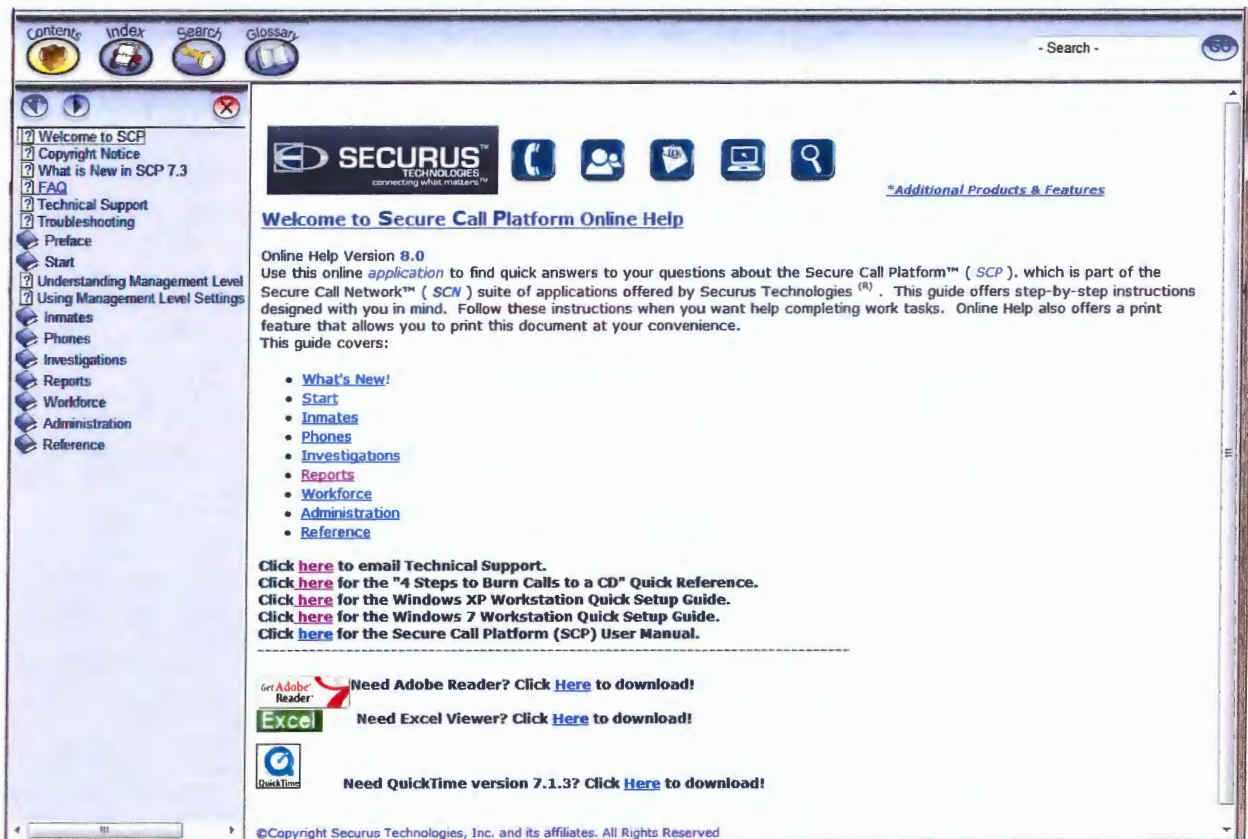 Contents Index Search Glossary
- Search -
GO
Welcome to SCP
Copyright Notice
What is New in SCP 7.3
FAQ
Technical Support
Troubleshooting
Preface
Start
Understanding Management Level
Using Management Level Settings
Inmates
Phones
Investigations
Reports
Workforce
Administration
Reference
SECURUS™
TECHNOLOGIES
connecting what matters.™
*Additional Products & Features
Welcome to Secure Call Platform Online Help
Online Help Version 8.0
Use this online application to find quick answers to your questions about the Secure Call Platform™ ( SCP ). which is part of the
Secure Call Network™ ( SCN ) suite of applications offered by Securus Technologies (R) . This guide offers step-by-step instructions
designed with you in mind. Follow these instructions when you want help completing work tasks. Online Help also offers a print
feature that allows you to print this document at your convenience.
This guide covers:
• What's New!
• Start
• Inmates
• Phones
• Investigations
• Reports
• Workforce
• Administration
• Reference
Click here to email Technical Support.
Click here for the "4 Steps to Burn Calls to a CD" Quick Reference.
Click here for the Windows XP Workstation Quick Setup Guide.
Click here for the Windows 7 Workstation Quick Setup Guide.
Click here for the Secure Call Platform (SCP) User Manual.
Get Adobe®
Reader®
Need Adobe Reader? Click Here to download!
Excel
Need Excel Viewer? Click Here to download!
QuickTime
Need QuickTime version 7.1.3? Click Here to download!
©Copyright Securus Technologies, Inc. and its affiliates. All Rights Reserved